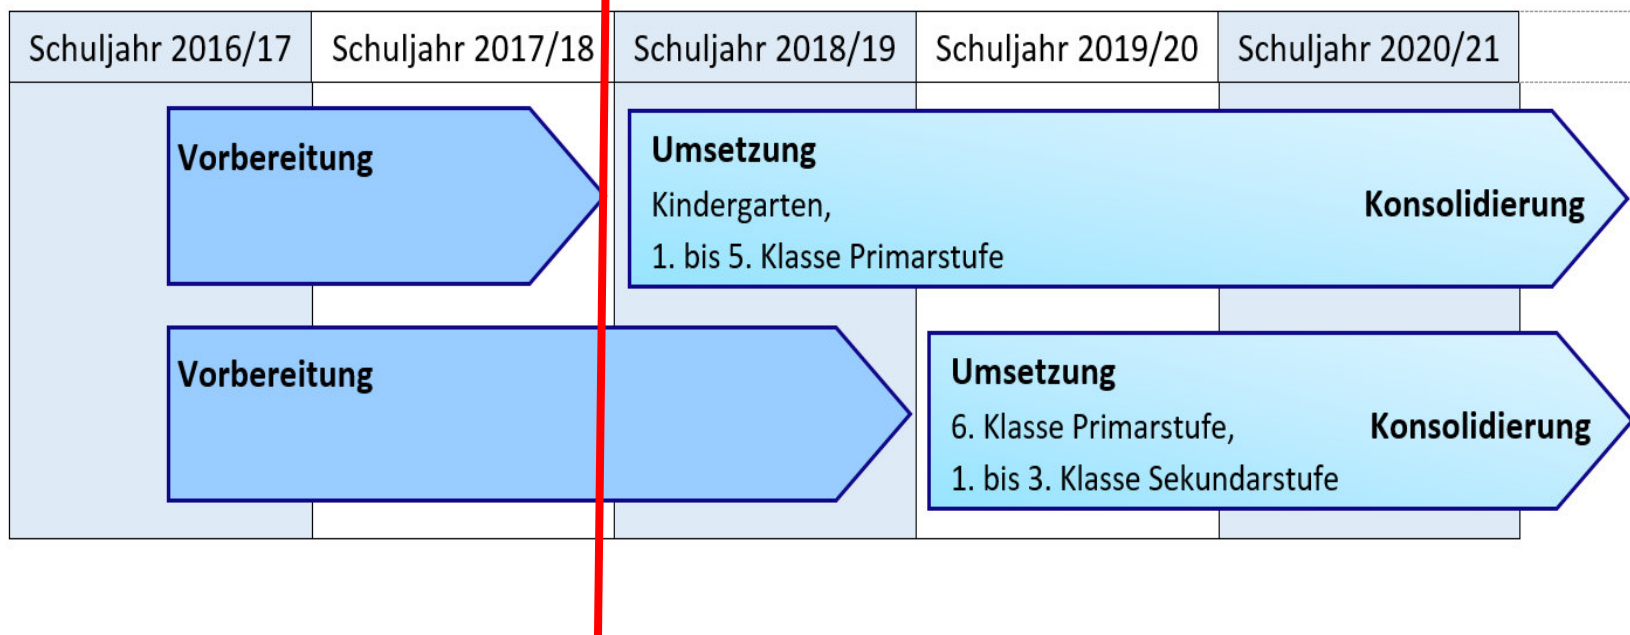 Schuljahr 2016/17
Schuljahr 2017/18
Schuljahr 2018/19
Schuljahr 2019/20
Schuljahr 2020/21
Vorbereitung
Umsetzung
Kindergarten,
1. bis 5. Klasse Primarstufe
Konsolidierung
Vorbereitung
Umsetzung
6. Klasse Primarstufe,
1. bis 3. Klasse Sekundarstufe
Konsolidierung